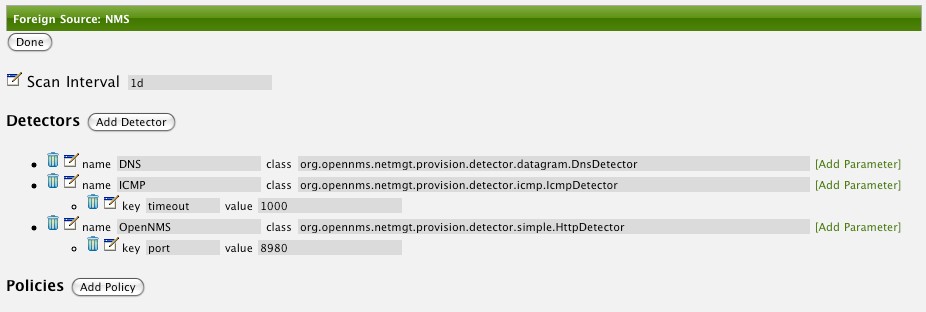 Foreign Source: NMS
Done
Scan Interval 1d
Detectors Add Detector
name DNS class org.opennms.netmgt.provision.detector.datagram.DnsDetector [Add Parameter]
name ICMP class org.opennms.netmgt.provision.detector.icmp.IcmpDetector [Add Parameter]
key timeout value 1000
name OpenNMS class org.opennms.netmgt.provision.detector.simple.HttpDetector [Add Parameter]
key port value 8980
Policies Add Policy